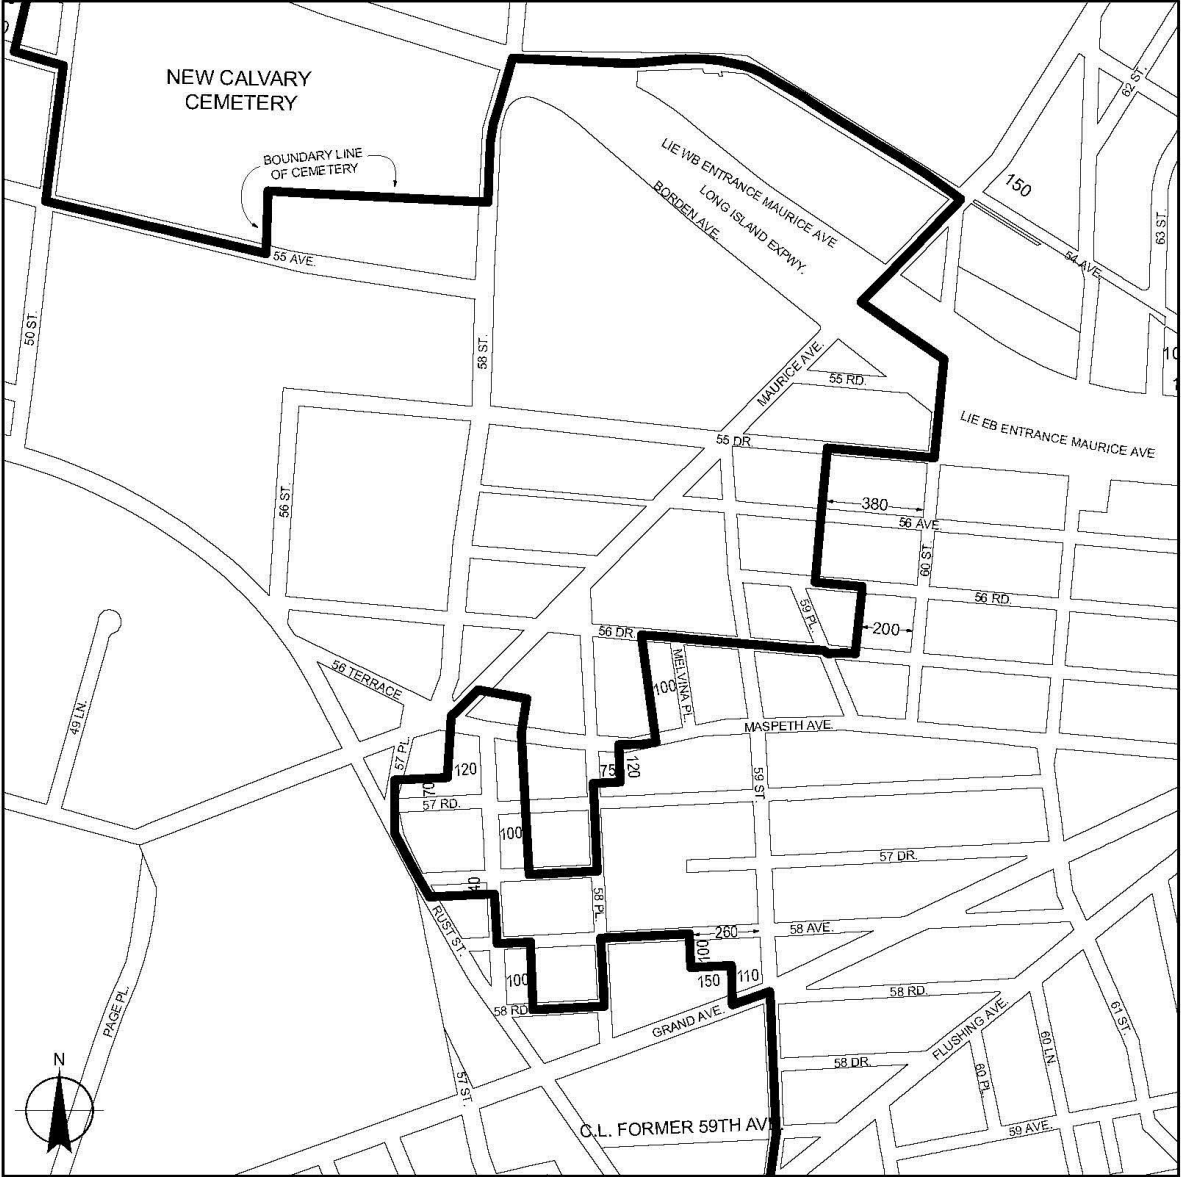 NEW CALVARY
CEMETERY
BOUNDARY LINE
OF CEMETERY
62 ST.
LIE WB ENTRANCE MAURICE AVE
LONG ISLAND EXPWY.
BORDEN AVE.
150
63 ST.
54 AVE.
55 AVE.
50 ST.
58 ST.
MAURICE AVE.
55 RD.
10
1
LIE EB ENTRANCE MAURICE AVE
55 DR.
56 ST.
380
56 AVE.
60 ST.
56 RD.
59 PL.
200
56 DR.
56 TERRACE
100
MELVINA PL.
49 LN.
MASPETH AVE.
57 PL.
120
70
57 RD.
75
120
59 ST.
100
57 DR.
40
58 PL.
RUST ST.
260
58 AVE.
100
100
150
110
58 RD.
58 RD.
GRAND AVE.
PAGE PL.
FLUSHING AVE.
61 ST.
60 LN.
58 DR.
60 PL.
57 ST.
N
C.L. FORMER 59TH AVE.
59 AVE.